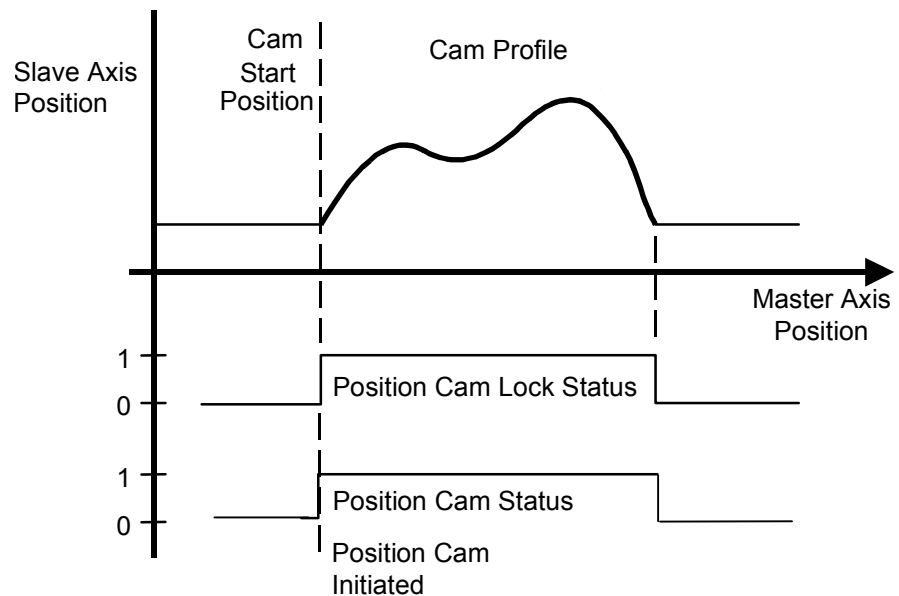 Cam
Start
Position
Cam Profile
Slave Axis
Position
Master Axis
Position
1
0
Position Cam Lock Status
1
0
Position Cam Status
Position Cam
Initiated